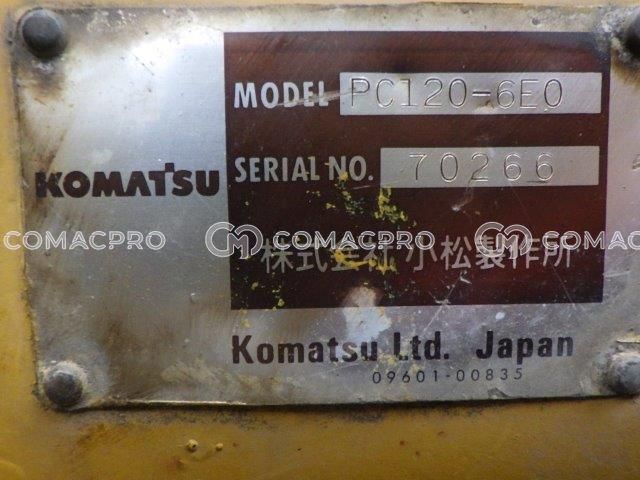 MODEL PC120-6E0
SERIAL NO. 70266
KOMATSU
COMACPRO COMACPRO COMACPRO
株式会社 小松製作所
Komatsu Ltd. Japan
09601-00835